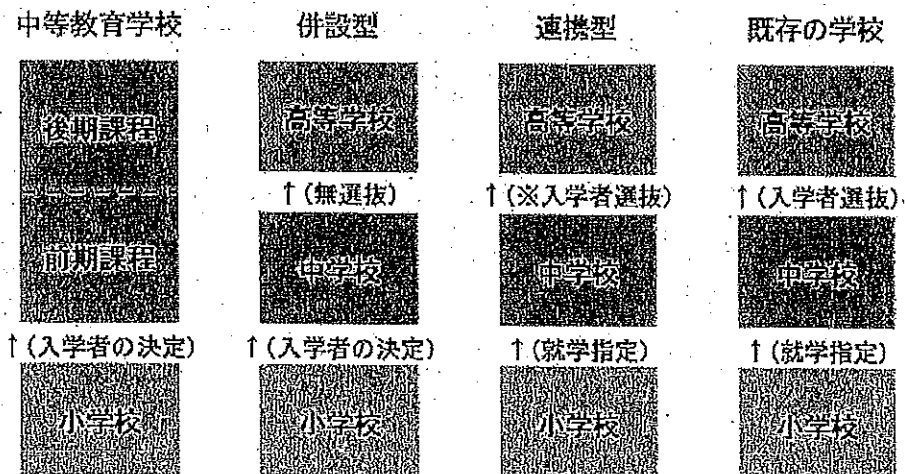 中等教育学校 併設型 連携型 既存の学校
後期課程 高等学校 高等学校 高等学校
↑(無選抜) ↑(※入学者選抜) ↑(入学者選抜)
前期課程 中学校 中学校 中学校
↑(入学者の決定) ↑(入学者の決定) ↑(就学指定) ↑(就学指定)
小学校 小学校 小学校 小学校